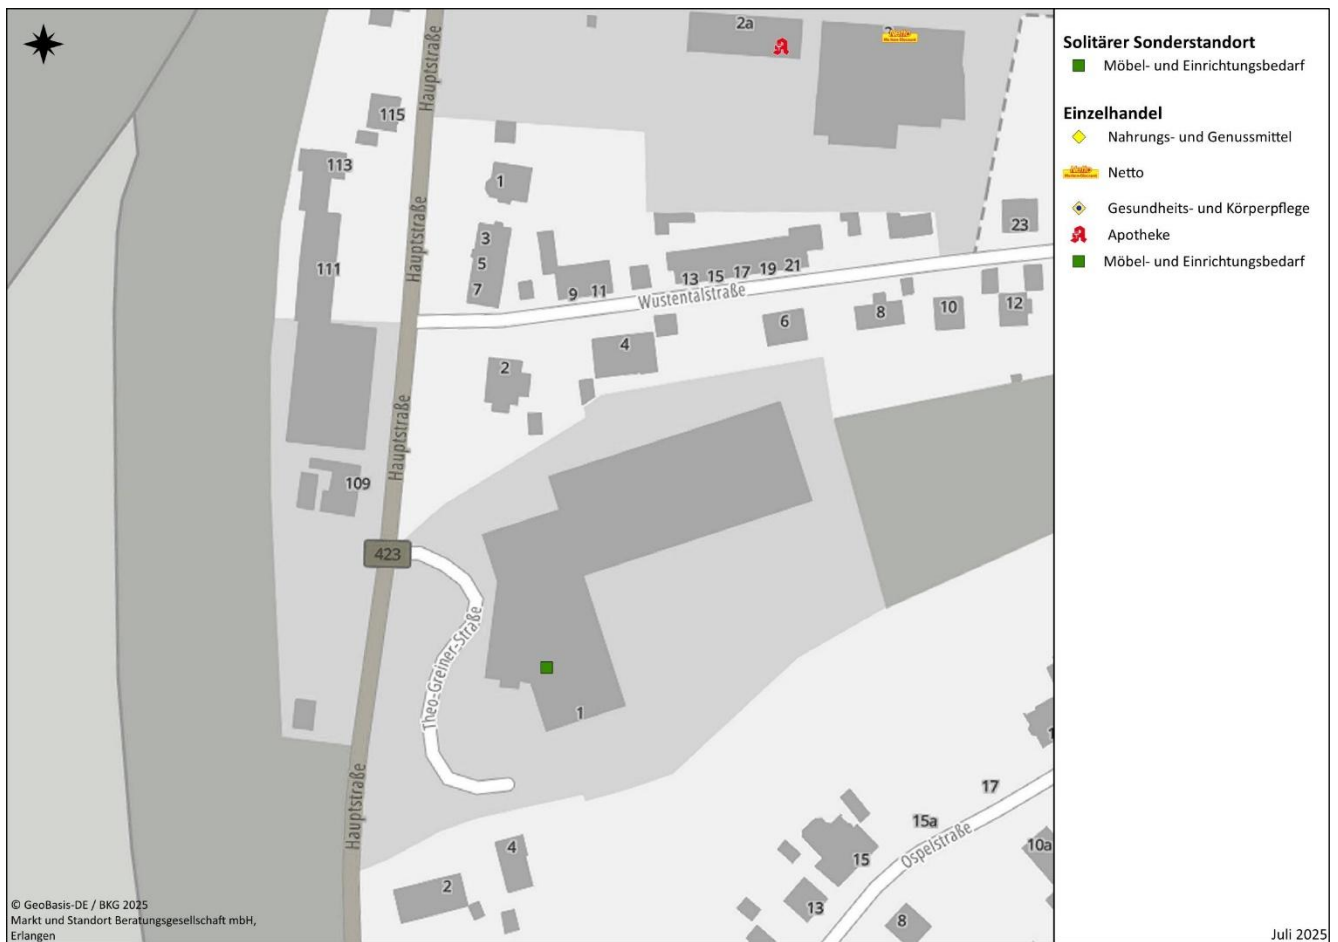 Solitärer Sonderstandort
Möbel- und Einrichtungsbedarf
Einzelhandel
Nahrungs- und Genussmittel
Netto
Gesundheits- und Körperpflege
Apotheke
Möbel- und Einrichtungsbedarf
Juli 2025
2a
Hauptstraße
115
113
1
Hauptstraße
23
3
5
7
111
13 15 17 19 21
9 11
Wustentalstraße
12
10
8
6
4
2
Hauptstraße
109
423
Theo-Greiner-Straße
1
Hauptstraße
17
15a
Ospelstraße
10a
15
4
2
13
8
© GeoBasis-DE / BKG 2025
Markt und Standort Beratungsgesellschaft mbH,
Erlangen